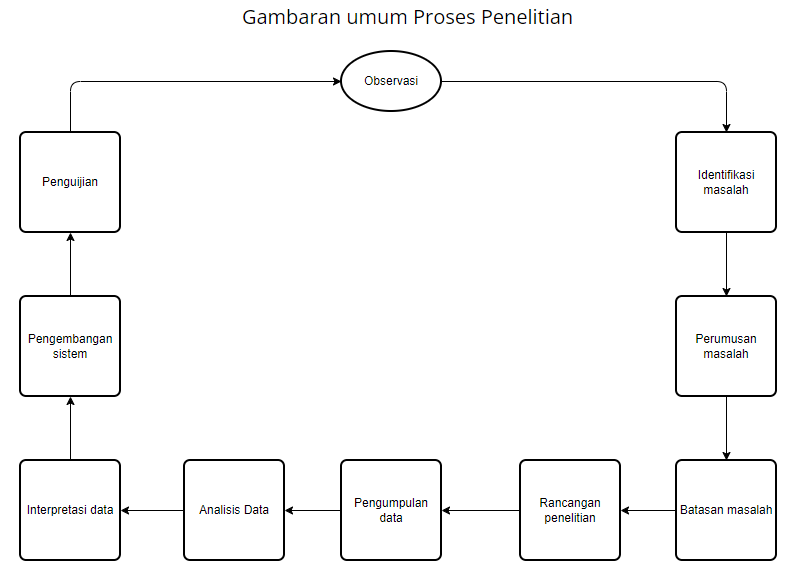 Gambaran umum Proses Penelitian
Observasi
Identifikasi
masalah
Perumusan
masalah
Batasan masalah
Rancangan
penelitian
Pengumpulan
data
Analisis Data
Interpretasi data
Pengembangan
sistem
Penguijian